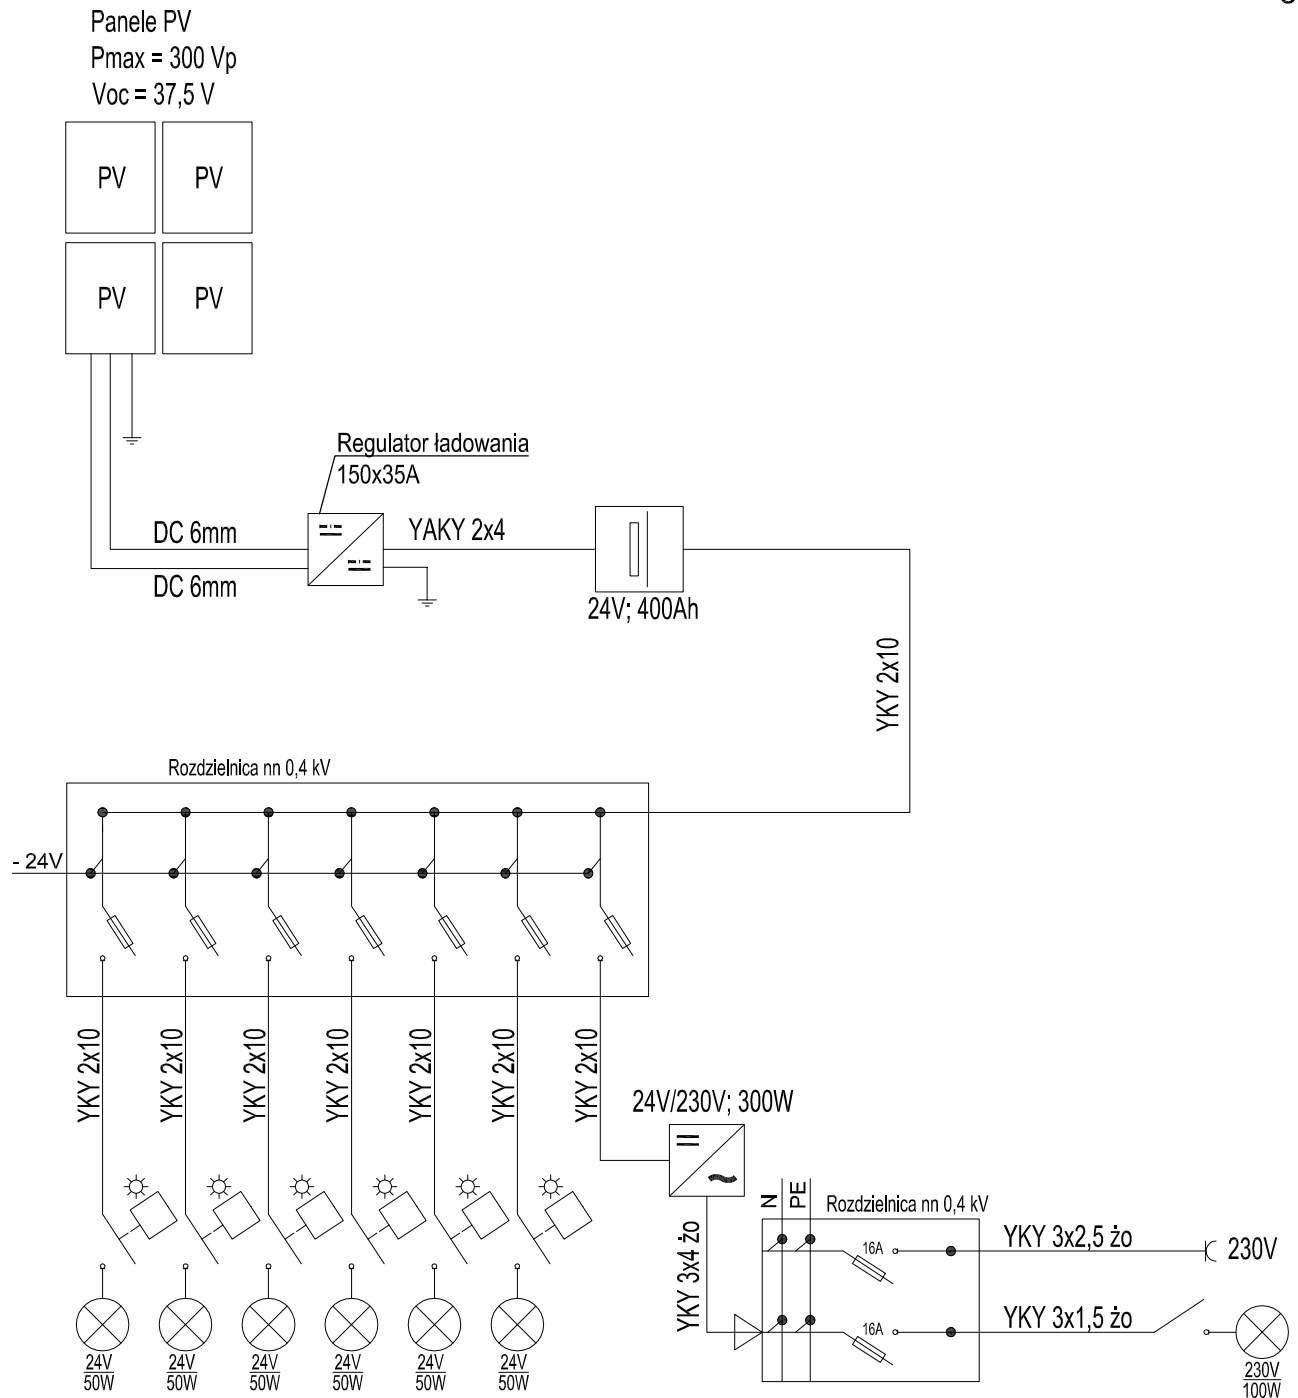 Panele PV
Pmax = 300 Vp
Voc = 37,5 V
PV PV
PV PV
Regulator ładowania
150x35A
DC 6mm
YAKY 2x4
DC 6mm
24V; 400Ah
YKY 2x10
Rozdzielnica nn 0,4 kV
- 24V
YKY 2x10 YKY 2x10 YKY 2x10 YKY 2x10 YKY 2x10 YKY 2x10 YKY 2x10
24V/230V; 300W
YKY 3x4 żo
N PE
Rozdzielnica nn 0,4 kV
16A
YKY 3x2,5 żo
230V
16A
YKY 3x1,5 żo
24V 24V 24V 24V 24V 24V
50W 50W 50W 50W 50W 50W
230V
100W